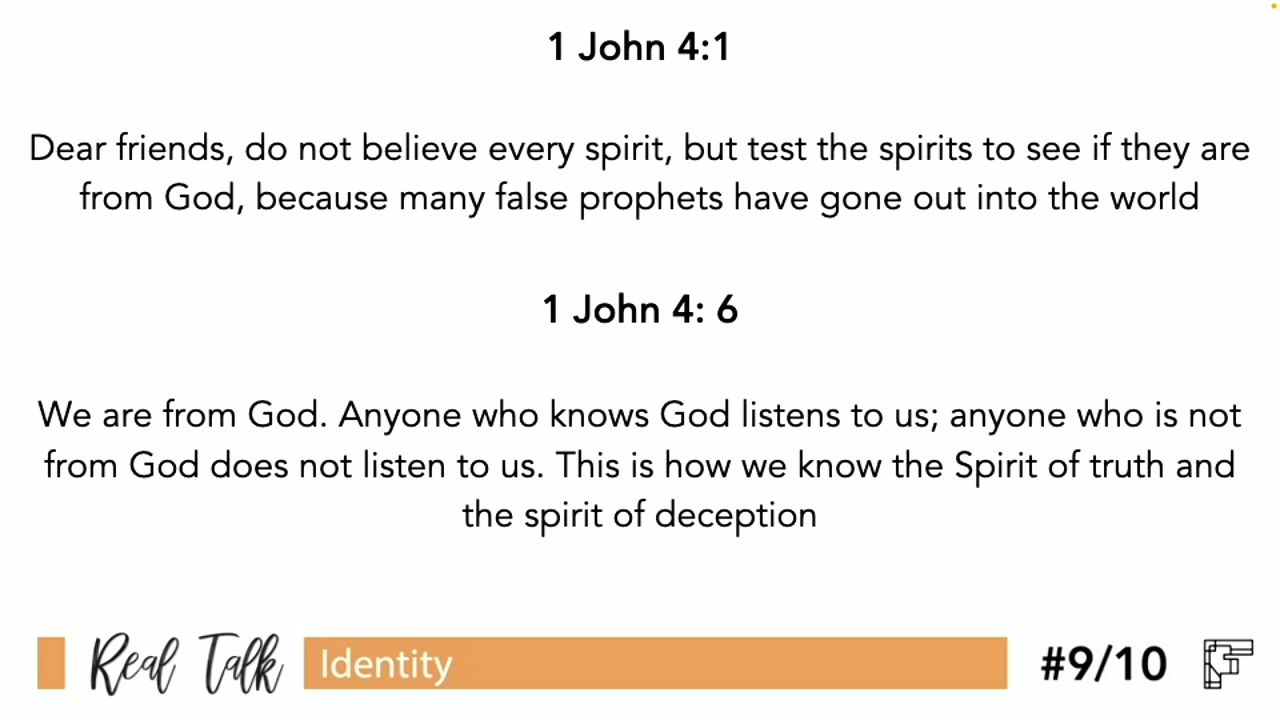 1 John 4:1
Dear friends, do not believe every spirit, but test the spirits to see if they are
from God, because many false prophets have gone out into the world
1 John 4: 6
We are from God. Anyone who knows God listens to us; anyone who is not
from God does not listen to us. This is how we know the Spirit of truth and
the spirit of deception
Real Talk Identity #9/10